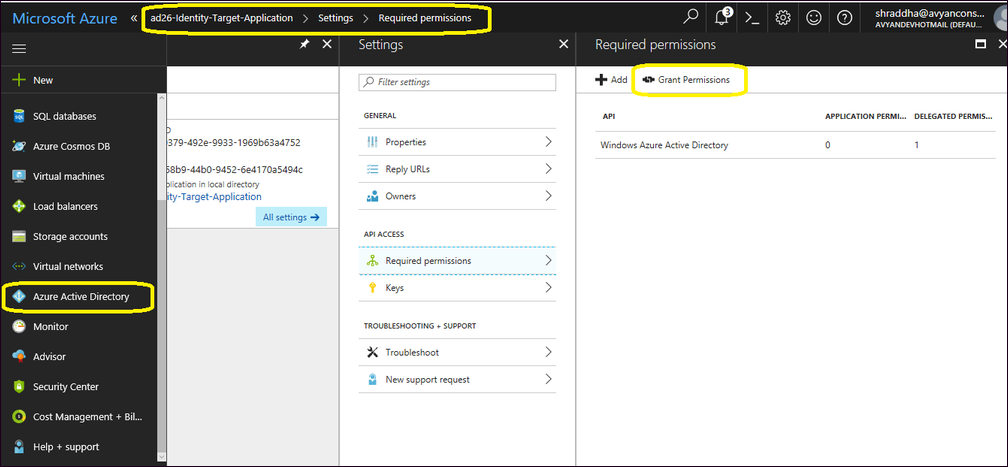 Microsoft Azure « ad26-Identity-Target-Application > Settings > Required permissions
3
shraddha@avyancons...
AVYANDEVHOTMAIL (DEFAU...
New
SQL databases
Azure Cosmos DB
Virtual machines
Load balancers
Storage accounts
Virtual networks
Azure Active Directory
Monitor
Advisor
Security Center
Cost Management + Bil...
Help + support
D
0379-492e-9933-1969b63a4752
68b9-44b0-9452-6e4170a5494c
plication in local directory
tity-Target-Application
All settings →
Settings
Filter settings
GENERAL
Properties
Reply URLs
Owners
API ACCESS
Required permissions
Keys
TROUBLESHOOTING + SUPPORT
Troubleshoot
New support request
Required permissions
Add Grant Permissions
API APPLICATION PERMI... DELEGATED PERMIS...
Windows Azure Active Directory 0 1